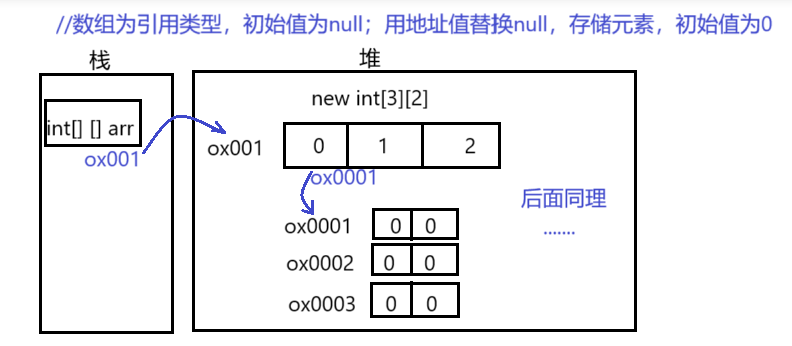 //数组为引用类型，初始值为null；用地址值替换null，存储元素，初始值为0
栈
堆
new int[3][2]
int[] [] arr
ox001
ox001
0 1 2
ox0001
后面同理
.......
ox0001 0 0
ox0002 0 0
ox0003 0 0